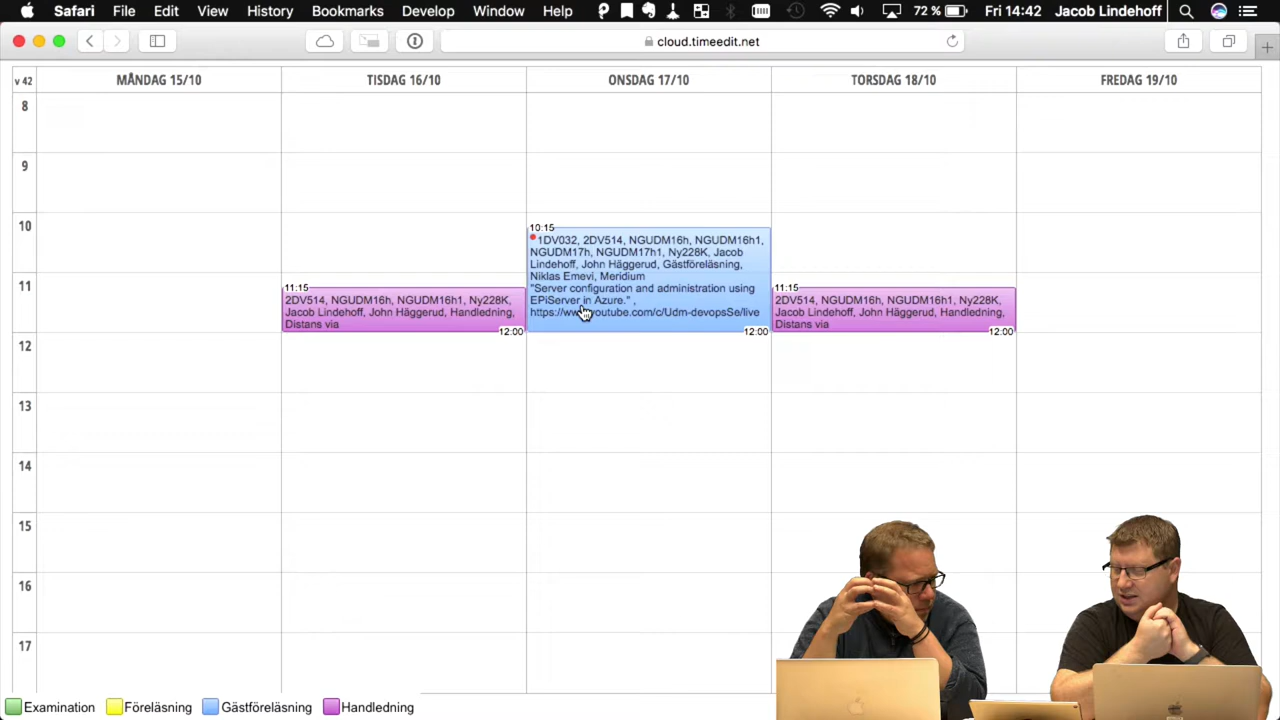 Safari File Edit View History Bookmarks Develop Window Help 72 % Fri 14:42 Jacob Lindehoff
cloud.timeedit.net
v 42 MÅNDAG 15/10 TISDAG 16/10 ONSDAG 17/10 TORSDAG 18/10 FREDAG 19/10
8
9
10
11
12
13
14
15
16
17
11:15
2DV514, NGUDM16h, NGUDM16h1, Ny228K,
Jacob Lindehoff, John Häggerud, Handledning,
Distans via
12:00
10:15
1DV032, 2DV514, NGUDM16h, NGUDM16h1,
NGUDM17h, NGUDM17h1, Ny228K, Jacob
Lindehoff, John Häggerud, Gästföreläsning,
Niklas Emevi, Meridium
"Server configuration and administration using
EPiServer in Azure." ,
https://www.youtube.com/c/Udm-devopsSe/live
12:00
11:15
2DV514, NGUDM16h, NGUDM16h1, Ny228K,
Jacob Lindehoff, John Häggerud, Handledning,
Distans via
12:00
Examination Föreläsning Gästföreläsning Handledning